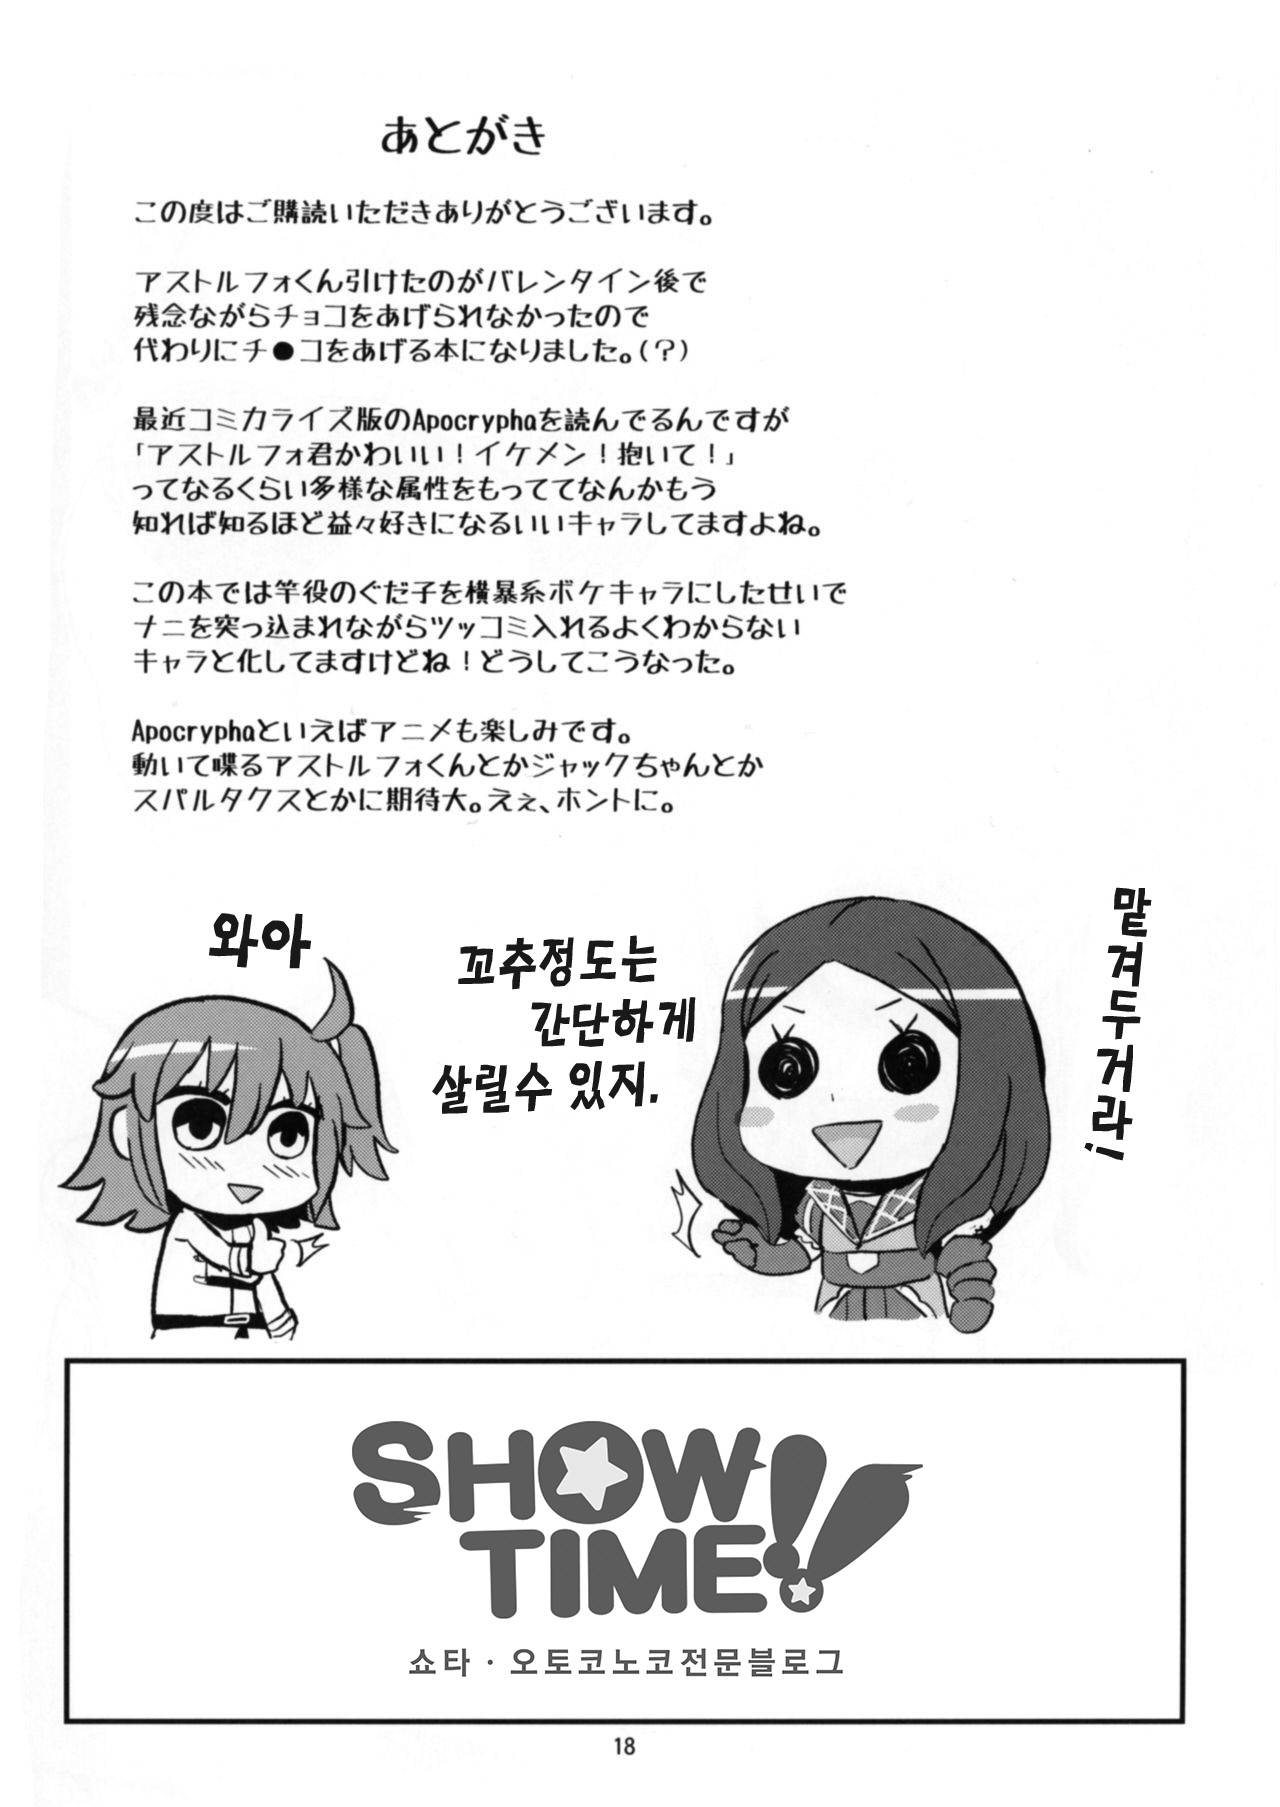 あとがき
この度はご購読いただきありがとうございます。
アストルフォくん引けたのがバレンタイン後で
残念ながらチョコをあげられなかったので
代わりにチ●コをあげる本になりました。(?)
最近コミカライズ版のApocryphaを読んでるんですが
「アストルフォ君かわいい!イケメン!抱いて!」
ってなるくらい多様な属性をもっててなんかもう
知れば知るほど益々好きになるいいキャラしてますよね。
この本では竿役のぐだ子を横暴系ボケキャラにしたせいで
ナニを突っ込まれながらツッコミ入れるよくわからない
キャラと化してますけどね!どうしてこうなった。
Apocryphaといえばアニメも楽しみです。
動いて喋るアストルフォくんとかジャックちゃんとか
スパルタクスとかに期待大。えぇ、ホントに。
와아
꼬추정도는
간단하게
살릴수 있지.
맡겨두거라!
SHOW
TIME!!
쇼타·오토코노코전문블로그
18